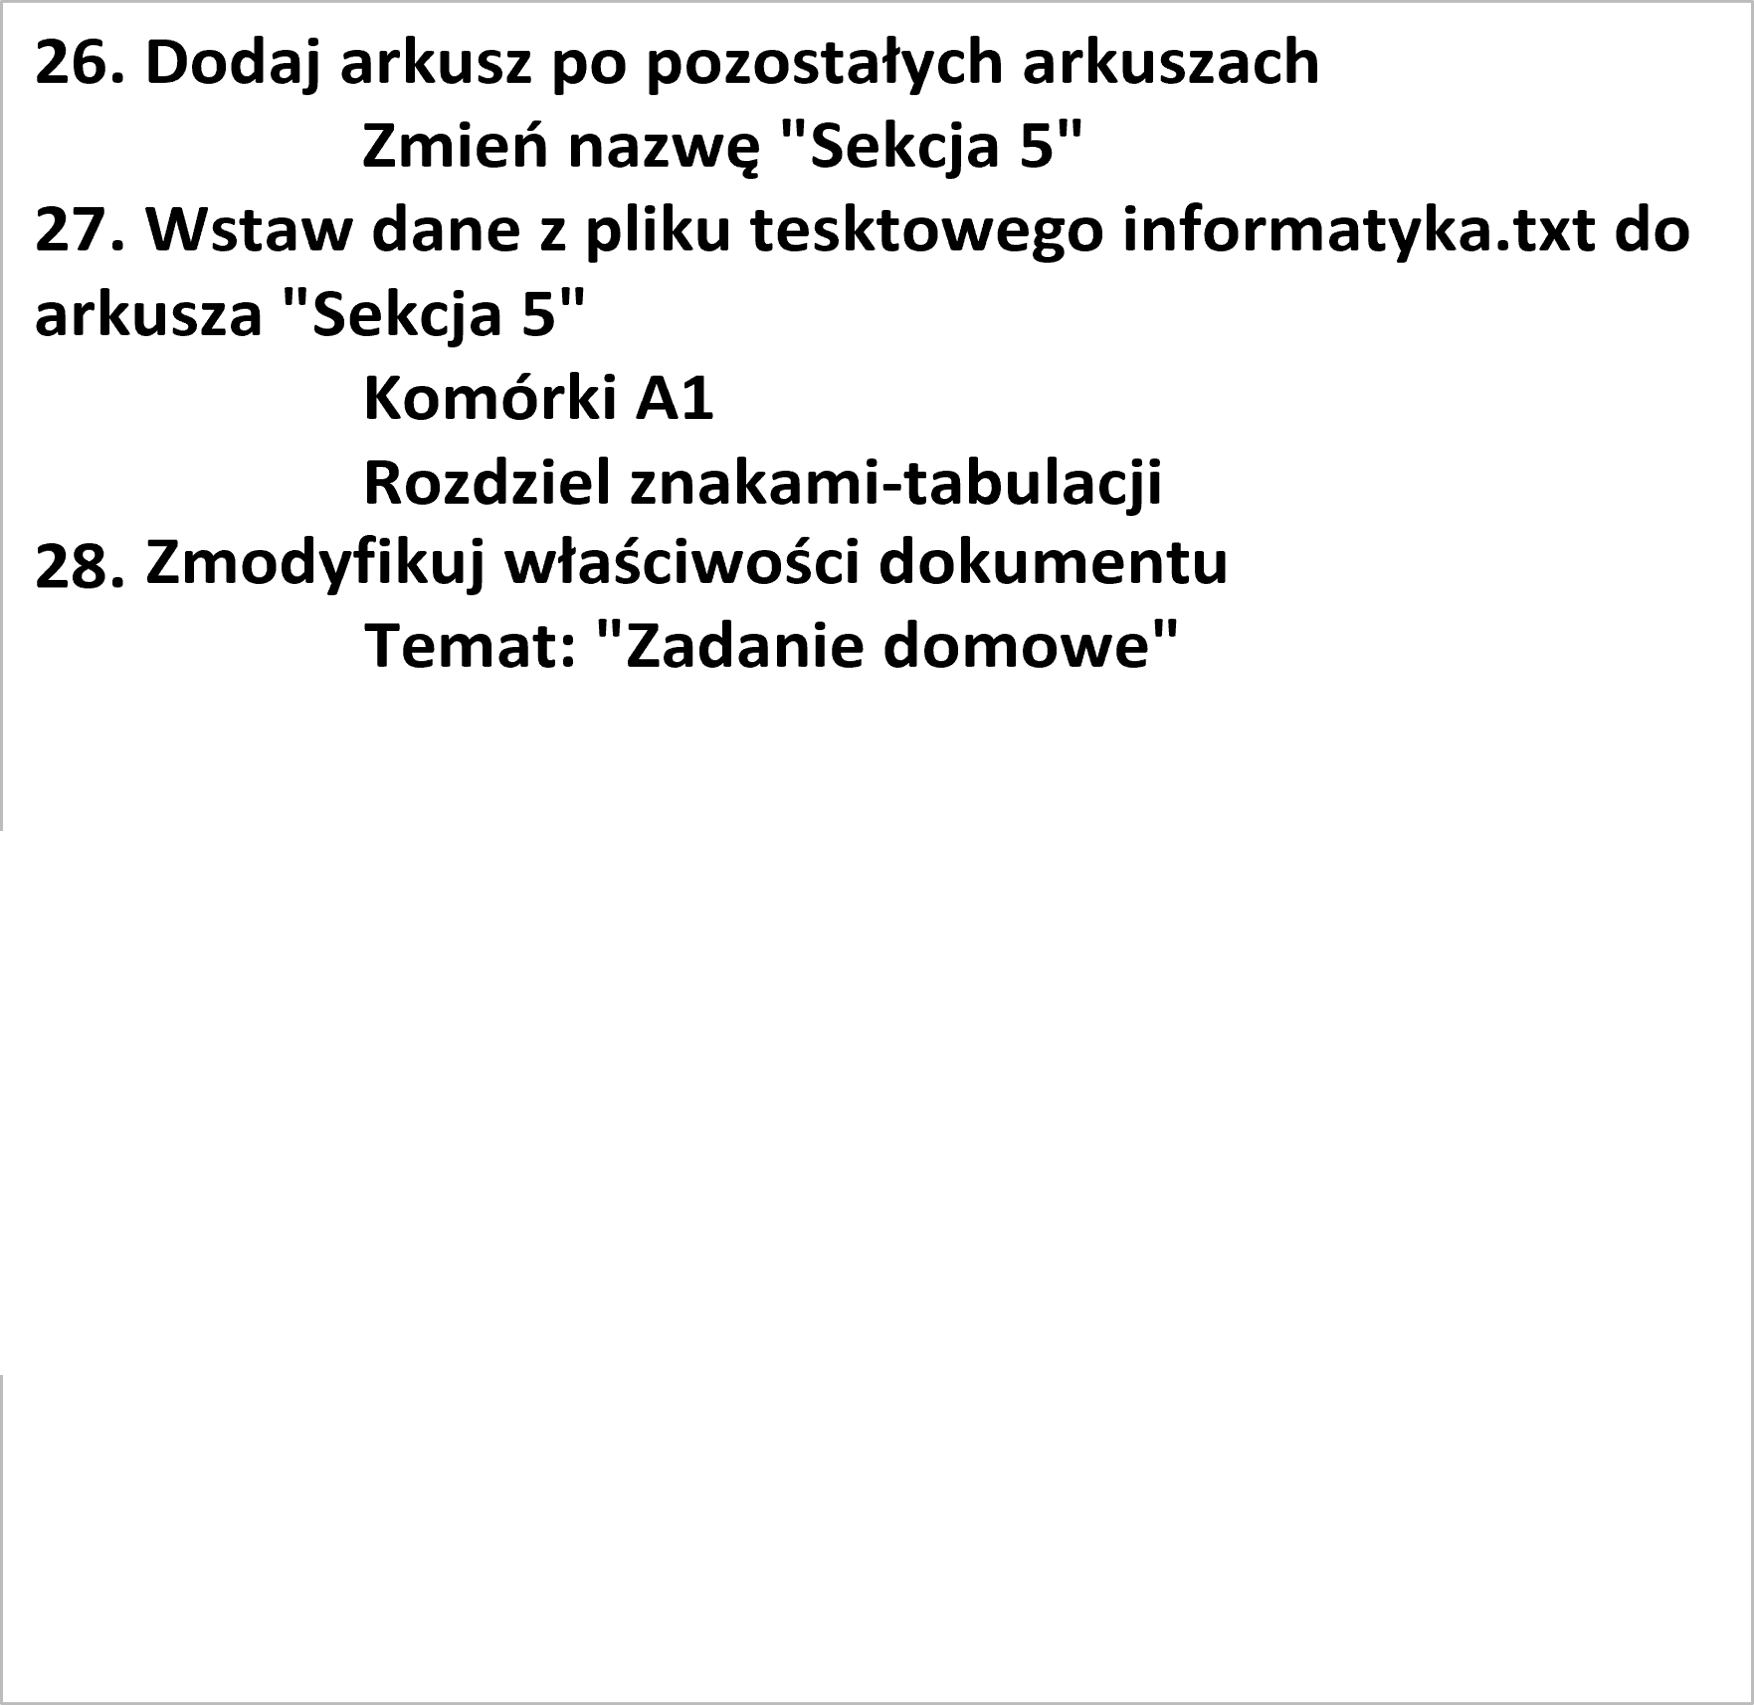 26. Dodaj arkusz po pozostałych arkuszach
Zmień nazwę "Sekcja 5"
27. Wstaw dane z pliku tesktowego informatyka.txt do
arkusza "Sekcja 5"
Komórki A1
Rozdziel znakami-tabulacji
28. Zmodyfikuj właściwości dokumentu
Temat: "Zadanie domowe"